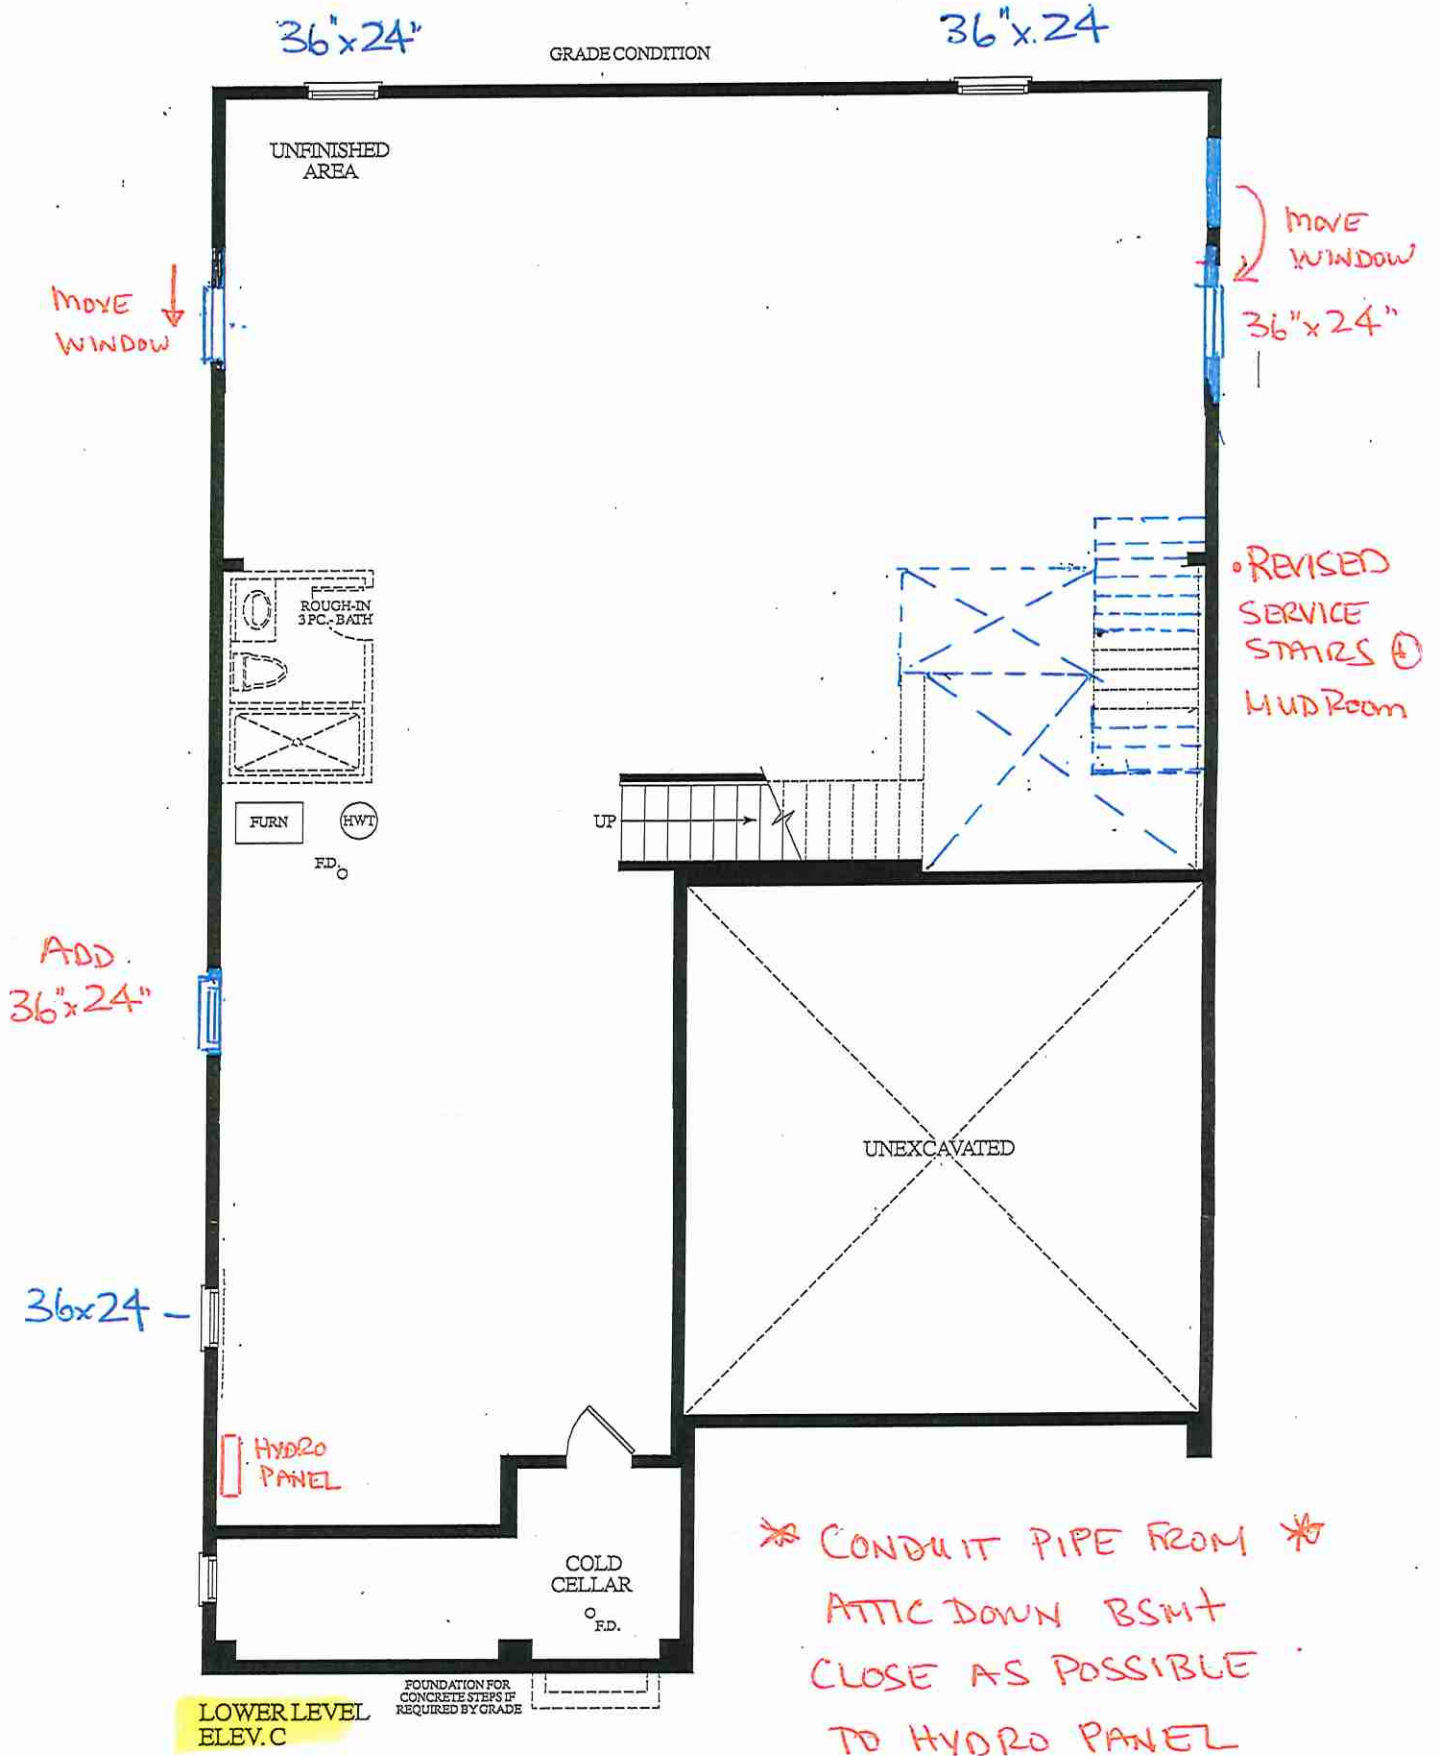 36"x24"
GRADE CONDITION
36"x.24
UNFINISHED
AREA
MOVE
WINDOW
36"x24"
MOVE
WINDOW
ROUGH-IN
3 PC.-BATH
• REVISED
SERVICE
STAIRS @
MUDROOM
FURN
HWT
F.D.
UP
ADD.
36"x24"
UNEXCAVATED
36x24 –
HYDRO
PANEL
COLD
CELLAR
F.D.
* CONDUIT PIPE FROM *
ATTIC DOWN BSMT
CLOSE AS POSSIBLE
TO HYDRO PANEL
FOUNDATION FOR
CONCRETE STEPS IF
REQUIRED BY GRADE
LOWER LEVEL
ELEV. C